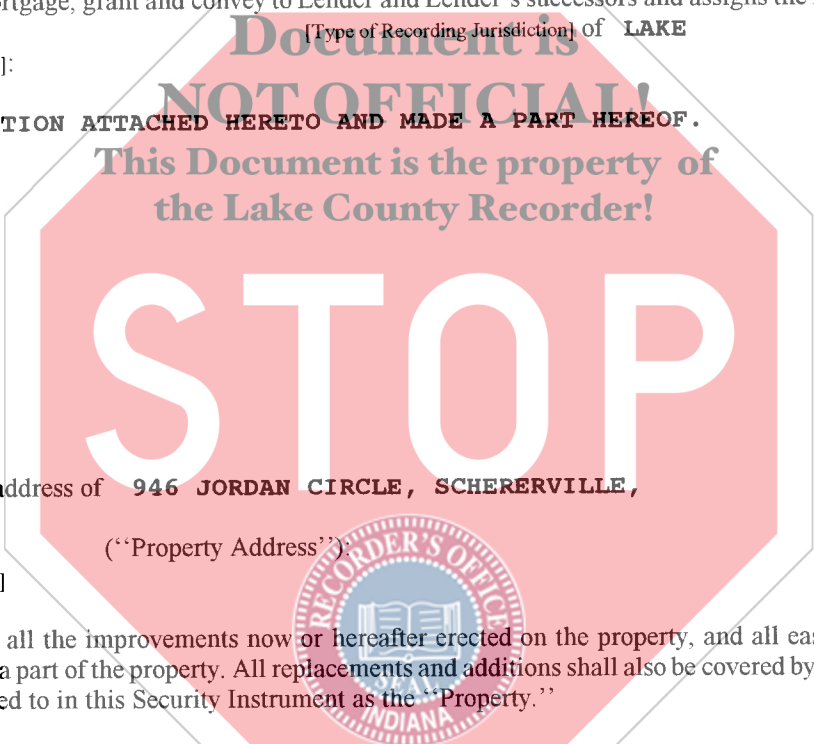 mortgage, grant and convey to Lender and Lender's successors and assigns the
Document is
[Type of Recording Jurisdiction] of LAKE
]:
NOT OFFICIAL!
TION ATTACHED HERETO AND MADE A PART HEREOF.
This Document is the property of
the Lake County Recorder!
STOP
address of 946 JORDAN CIRCLE, SCHERERVILLE,
(‘‘Property Address’’):
]
RECORDER'S OFFICE
all the improvements now or hereafter erected on the property, and all eas
a part of the property. All replacements and additions shall also be covered by
SEAL
ed to in this Security Instrument as the ‘‘Property.’’
INDIANA